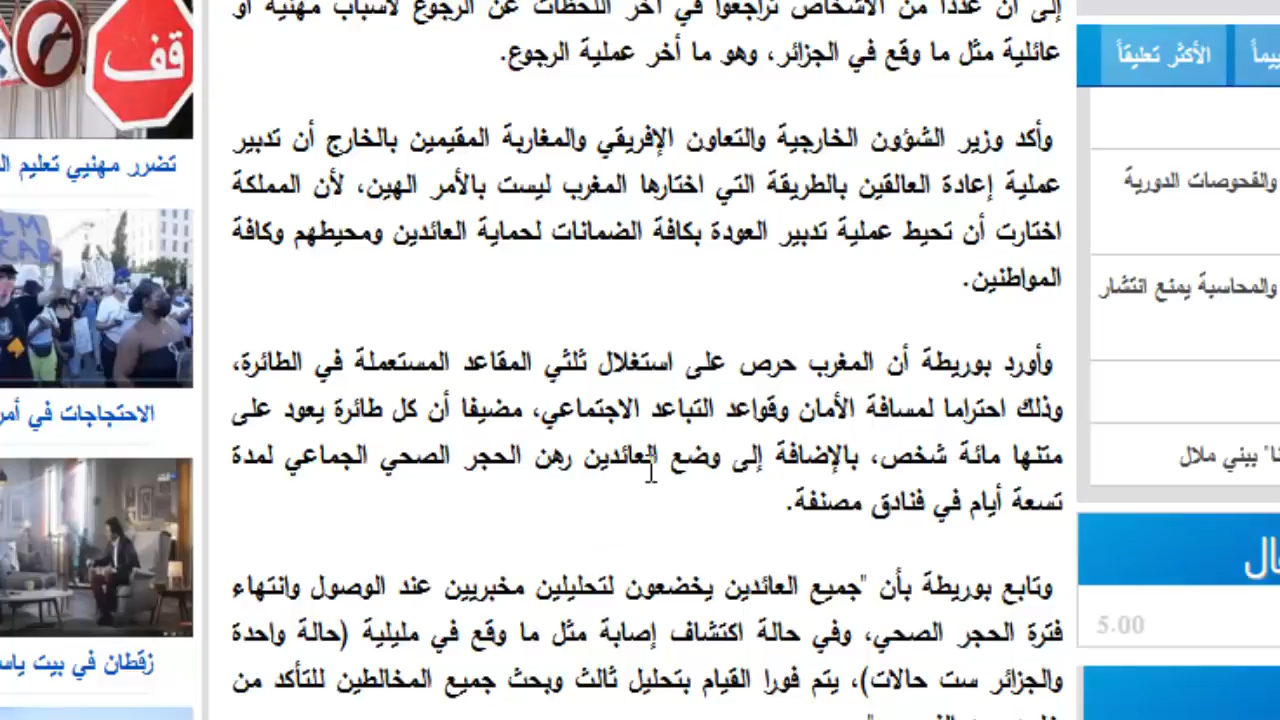 إلى أن عددا من الأشخاص تراجعوا في آخر اللحظات عن الرجوع لأسباب مهنية أو
عائلية مثل ما وقع في الجزائر، وهو ما أخر عملية الرجوع.
وأكد وزير الشؤون الخارجية والتعاون الإفريقي والمغاربة المقيمين بالخارج أن تدبير
عملية إعادة العالقين بالطريقة التي اختارها المغرب ليست بالأمر الهين، لأن المملكة
اختارت أن تحيط عملية تدبير العودة بكافة الضمانات لحماية العائدين ومحيطهم وكافة
المواطنين.
وأورد بوريطة أن المغرب حرص على استغلال ثلثي المقاعد المستعملة في الطائرة،
وذلك احتراما لمسافة الأمان وقواعد التباعد الاجتماعي، مضيفا أن كل طائرة يعود على
متنها مائة شخص، بالإضافة إلى وضع العائدين رهن الحجر الصحي الجماعي لمدة
تسعة أيام في فنادق مصنفة.
وتابع بوريطة بأن "جميع العائدين يخضعون لتحليلين مخبريين عند الوصول وانتهاء
فترة الحجر الصحي، وفي حالة اكتشاف إصابة مثل ما وقع في مليلية (حالة واحدة
والجزائر ست حالات)، يتم فورا القيام بتحليل ثالث وبحث جميع المخالطين للتأكد من
الأكثر تعليقاً
والفحوصات الدورية
والمحاسبة يمنع انتشار
ببني ملال
5.00
قف
تضرر مهنيي تعليم
الاحتجاجات في
زقطان في بيت